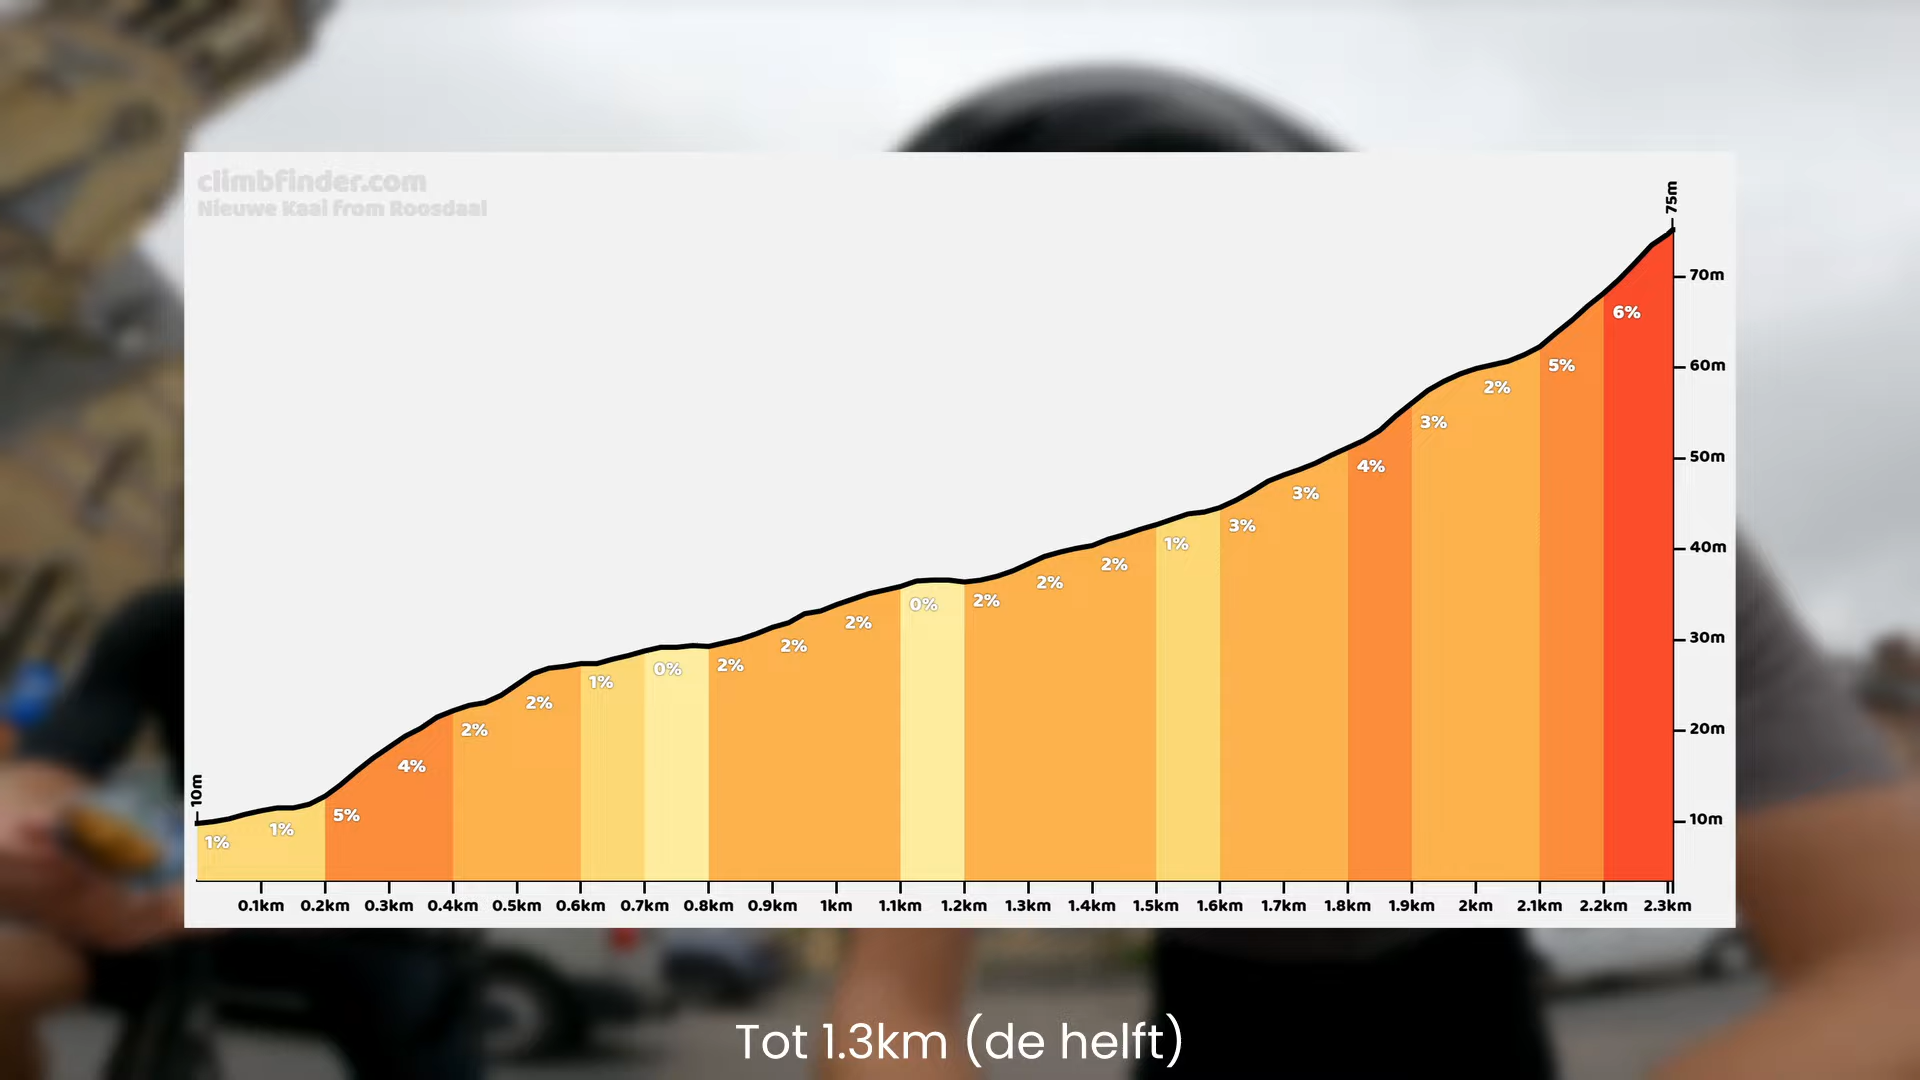 climbfinder.com
Nieuwe Kaai from Roosdaal
75m
70m
6%
60m
5%
2%
3%
50m
4%
3%
40m
3%
1%
2%
2%
2%
0%
30m
2%
2%
2%
0%
1%
20m
2%
2%
4%
10m
10m
5%
1%
1%
0.1km 0.2km 0.3km 0.4km 0.5km 0.6km 0.7km 0.8km 0.9km 1km 1.1km 1.2km 1.3km 1.4km 1.5km 1.6km 1.7km 1.8km 1.9km 2km 2.1km 2.2km 2.3km
Tot 1.3km (de helft)